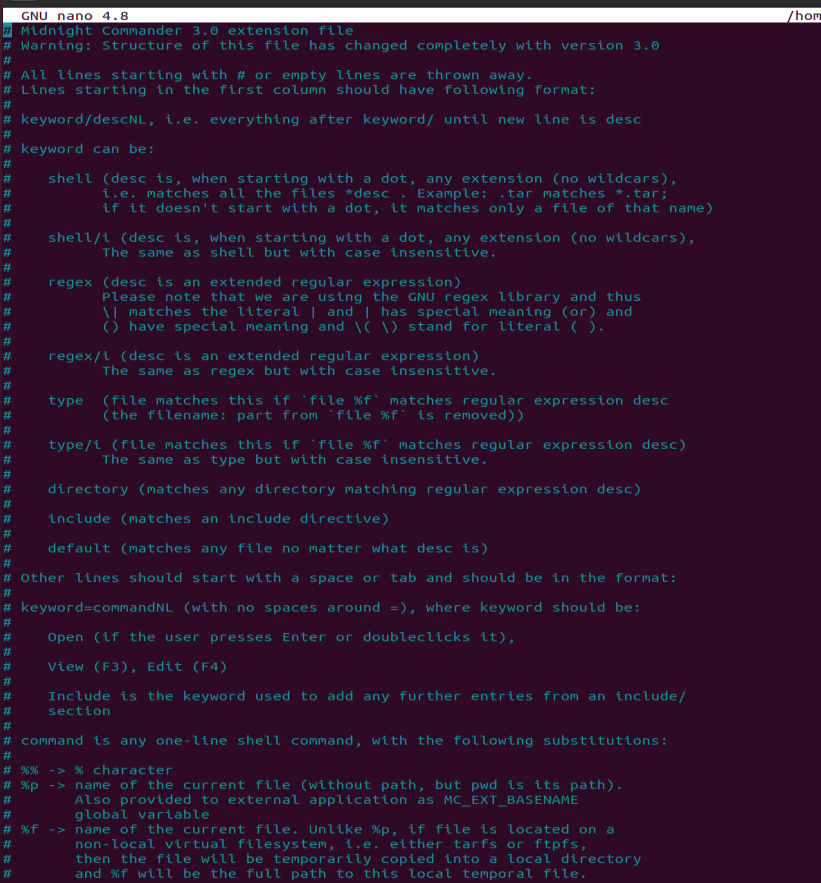 GNU nano 4.8 /hom
# Midnight Commander 3.0 extension file
# Warning: Structure of this file has changed completely with version 3.0
#
# All lines starting with # or empty lines are thrown away.
# Lines starting in the first column should have following format:
#
# keyword/descNL, i.e. everything after keyword/ until new line is desc
#
# keyword can be:
#
#    shell (desc is, when starting with a dot, any extension (no wildcars),
#          i.e. matches all the files *desc . Example: .tar matches *.tar;
#          if it doesn't start with a dot, it matches only a file of that name)
#
#    shell/i (desc is, when starting with a dot, any extension (no wildcars),
#          The same as shell but with case insensitive.
#
#    regex (desc is an extended regular expression)
#          Please note that we are using the GNU regex library and thus
#          \| matches the literal | and | has special meaning (or) and
#          () have special meaning and \( \) stand for literal ( ).
#
#    regex/i (desc is an extended regular expression)
#          The same as regex but with case insensitive.
#
#    type  (file matches this if `file %f` matches regular expression desc
#          (the filename: part from `file %f` is removed))
#
#    type/i (file matches this if `file %f` matches regular expression desc)
#          The same as type but with case insensitive.
#
#    directory (matches any directory matching regular expression desc)
#
#    include (matches an include directive)
#
#    default (matches any file no matter what desc is)
#
# Other lines should start with a space or tab and should be in the format:
#
# keyword=commandNL (with no spaces around =), where keyword should be:
#
#    Open (if the user presses Enter or doubleclicks it),
#
#    View (F3), Edit (F4)
#
#    Include is the keyword used to add any further entries from an include/
#    section
#
# command is any one-line shell command, with the following substitutions:
#
# %% -> % character
# %p -> name of the current file (without path, but pwd is its path).
#       Also provided to external application as MC_EXT_BASENAME
#       global variable
# %f -> name of the current file. Unlike %p, if file is located on a
#       non-local virtual filesystem, i.e. either tarfs or ftpfs,
#       then the file will be temporarily copied into a local directory
#       and %f will be the full path to this local temporal file.